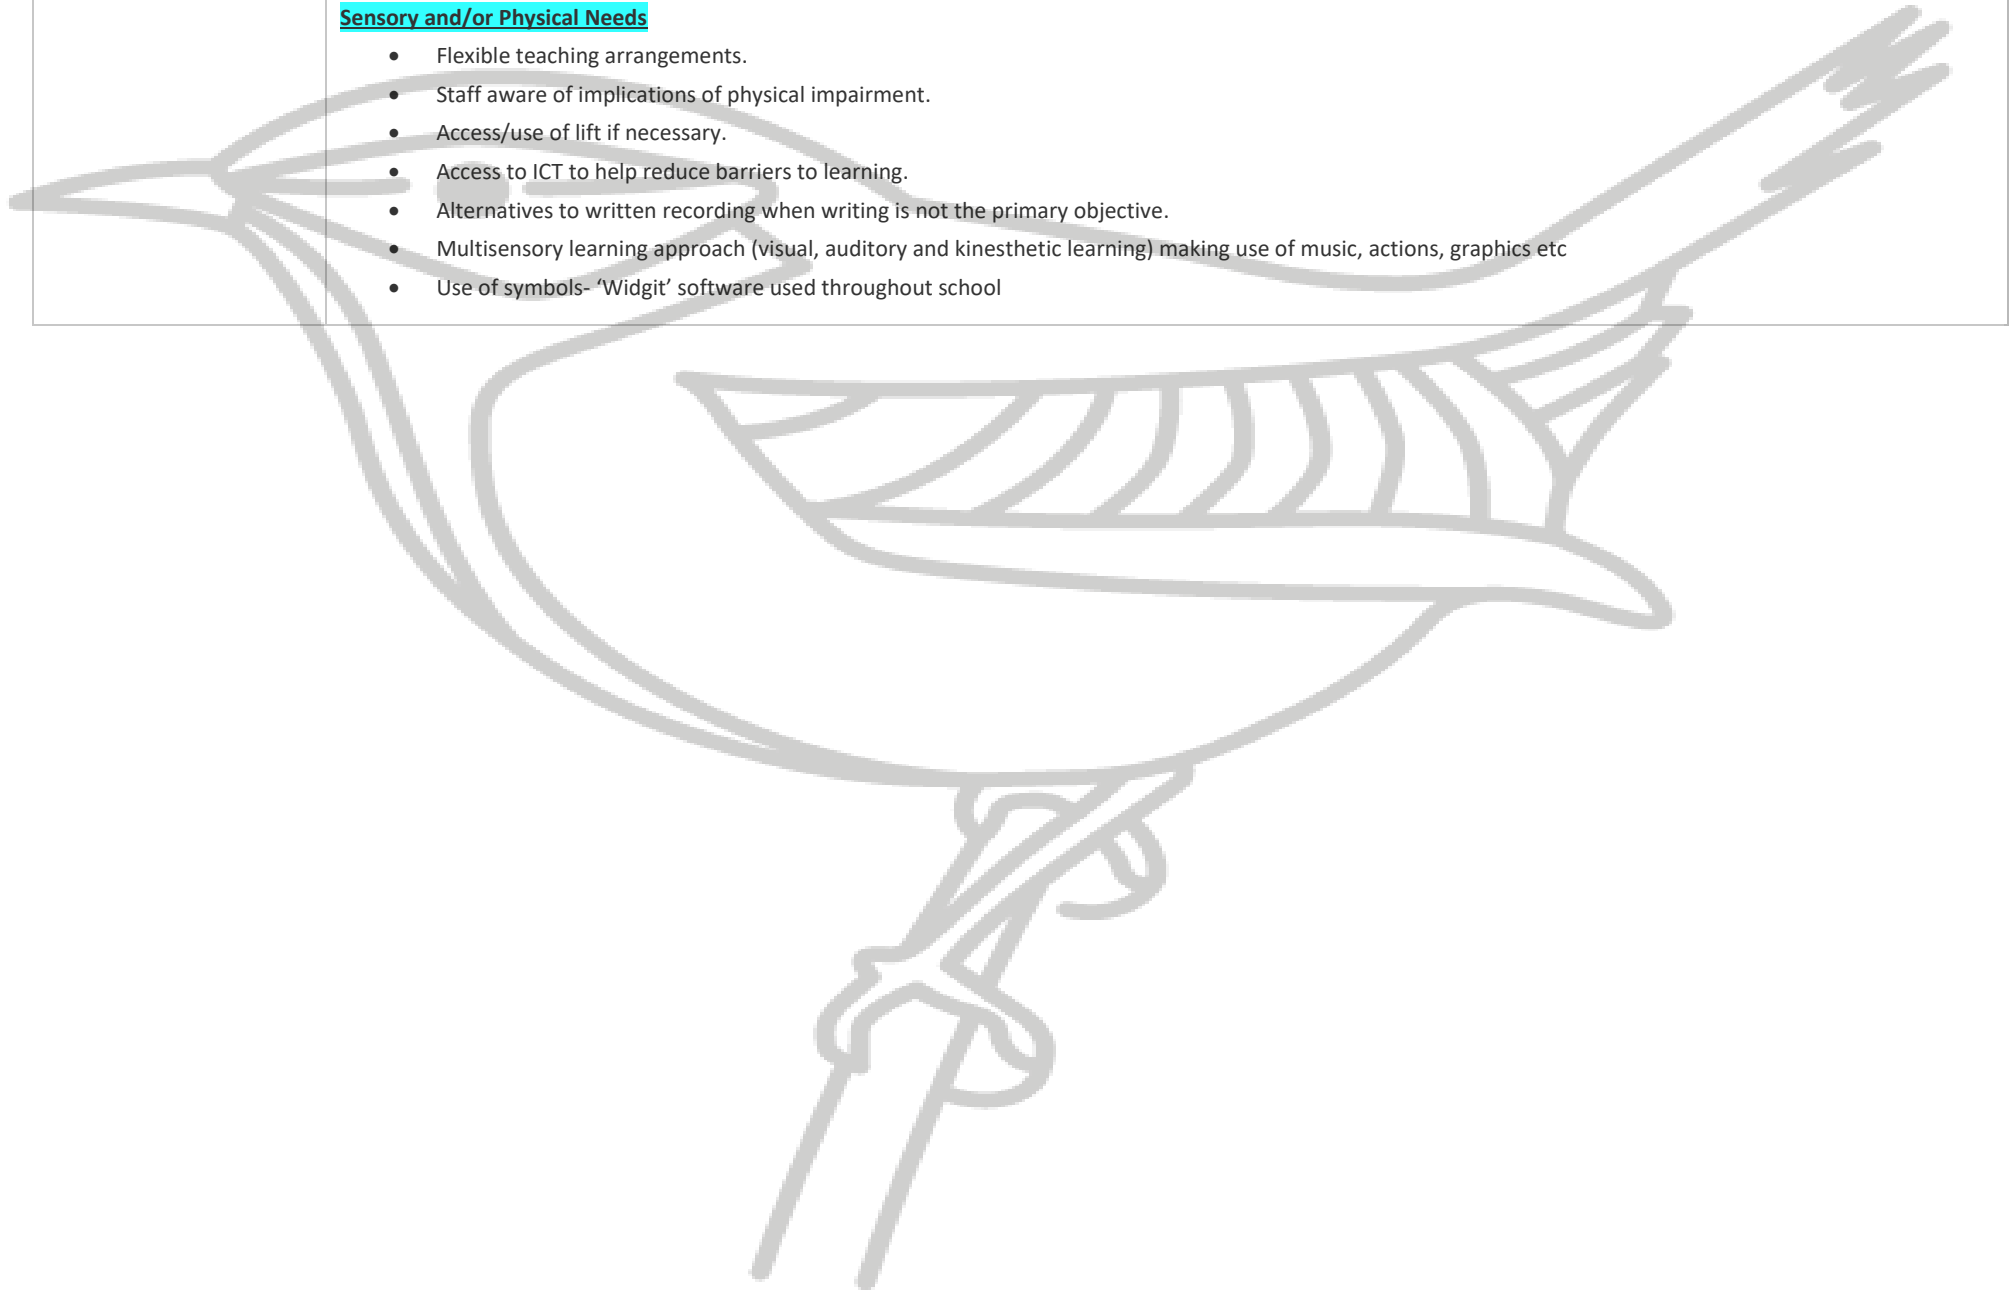 Sensory and/or Physical Needs
• Flexible teaching arrangements.
• Staff aware of implications of physical impairment.
• Access/use of lift if necessary.
• Access to ICT to help reduce barriers to learning.
• Alternatives to written recording when writing is not the primary objective.
• Multisensory learning approach (visual, auditory and kinesthetic learning) making use of music, actions, graphics etc
• Use of symbols- ‘Widgit’ software used throughout school